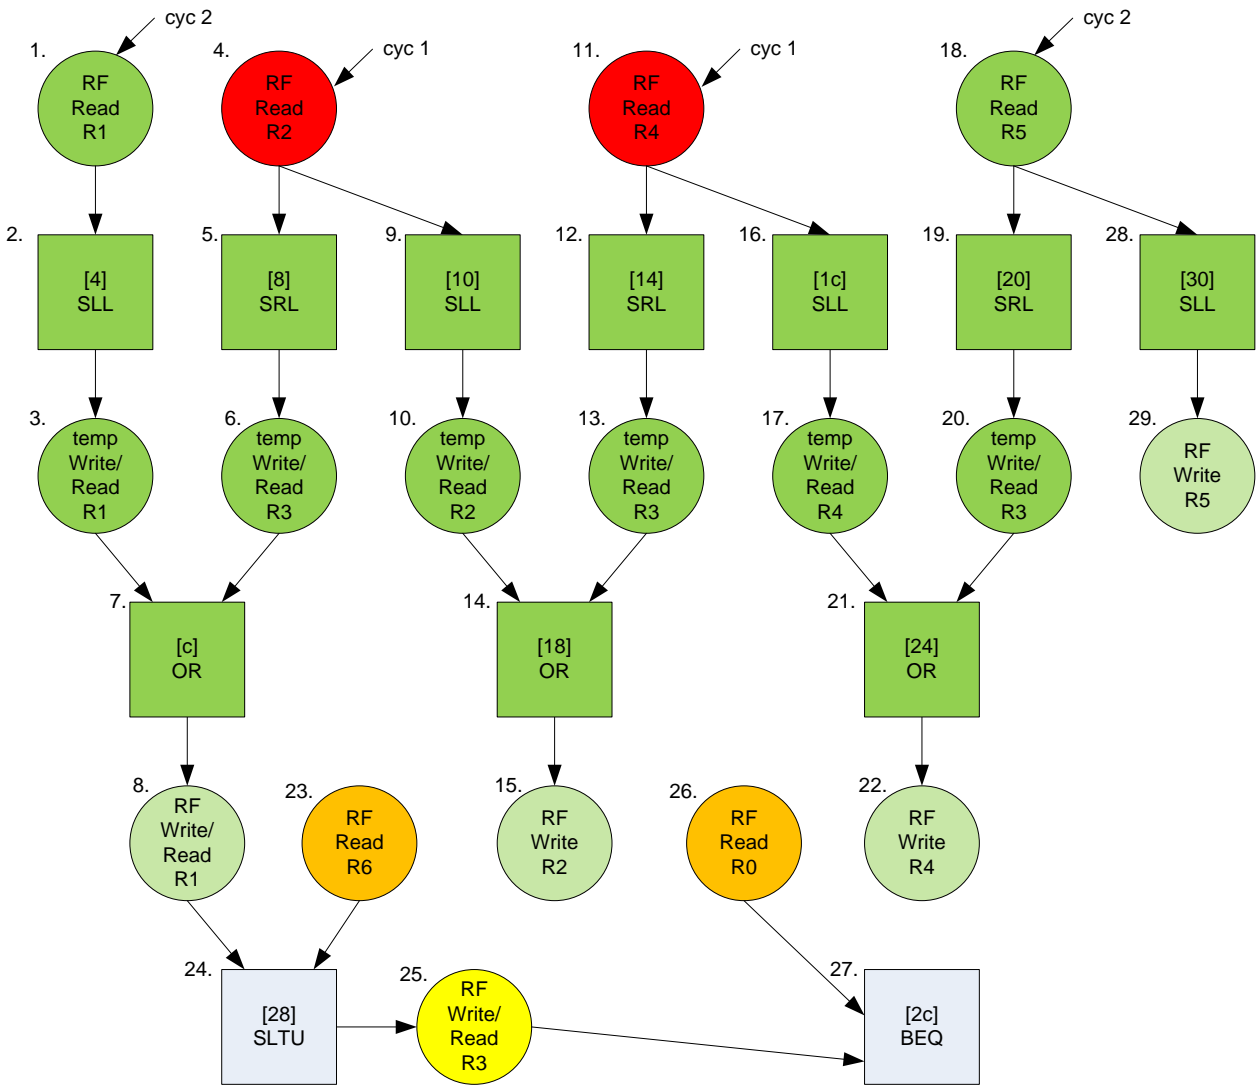 cyc 2
1.
RF
Read
R1
4.
RF
Read
R2
cyc 1
11.
RF
Read
R4
cyc 1
18.
RF
Read
R5
cyc 2
2.
[4]
SLL
5.
[8]
SRL
9.
[10]
SLL
12.
[14]
SRL
16.
[1c]
SLL
19.
[20]
SRL
28.
[30]
SLL
3.
temp
Write/
Read
R1
6.
temp
Write/
Read
R3
10.
temp
Write/
Read
R2
13.
temp
Write/
Read
R3
17.
temp
Write/
Read
R4
20.
temp
Write/
Read
R3
29.
RF
Write
R5
7.
[c]
OR
14.
[18]
OR
21.
[24]
OR
8.
RF
Write/
Read
R1
23.
RF
Read
R6
15.
RF
Write
R2
26.
RF
Read
R0
22.
RF
Write
R4
24.
[28]
SLTU
25.
RF
Write/
Read
R3
27.
[2c]
BEQ